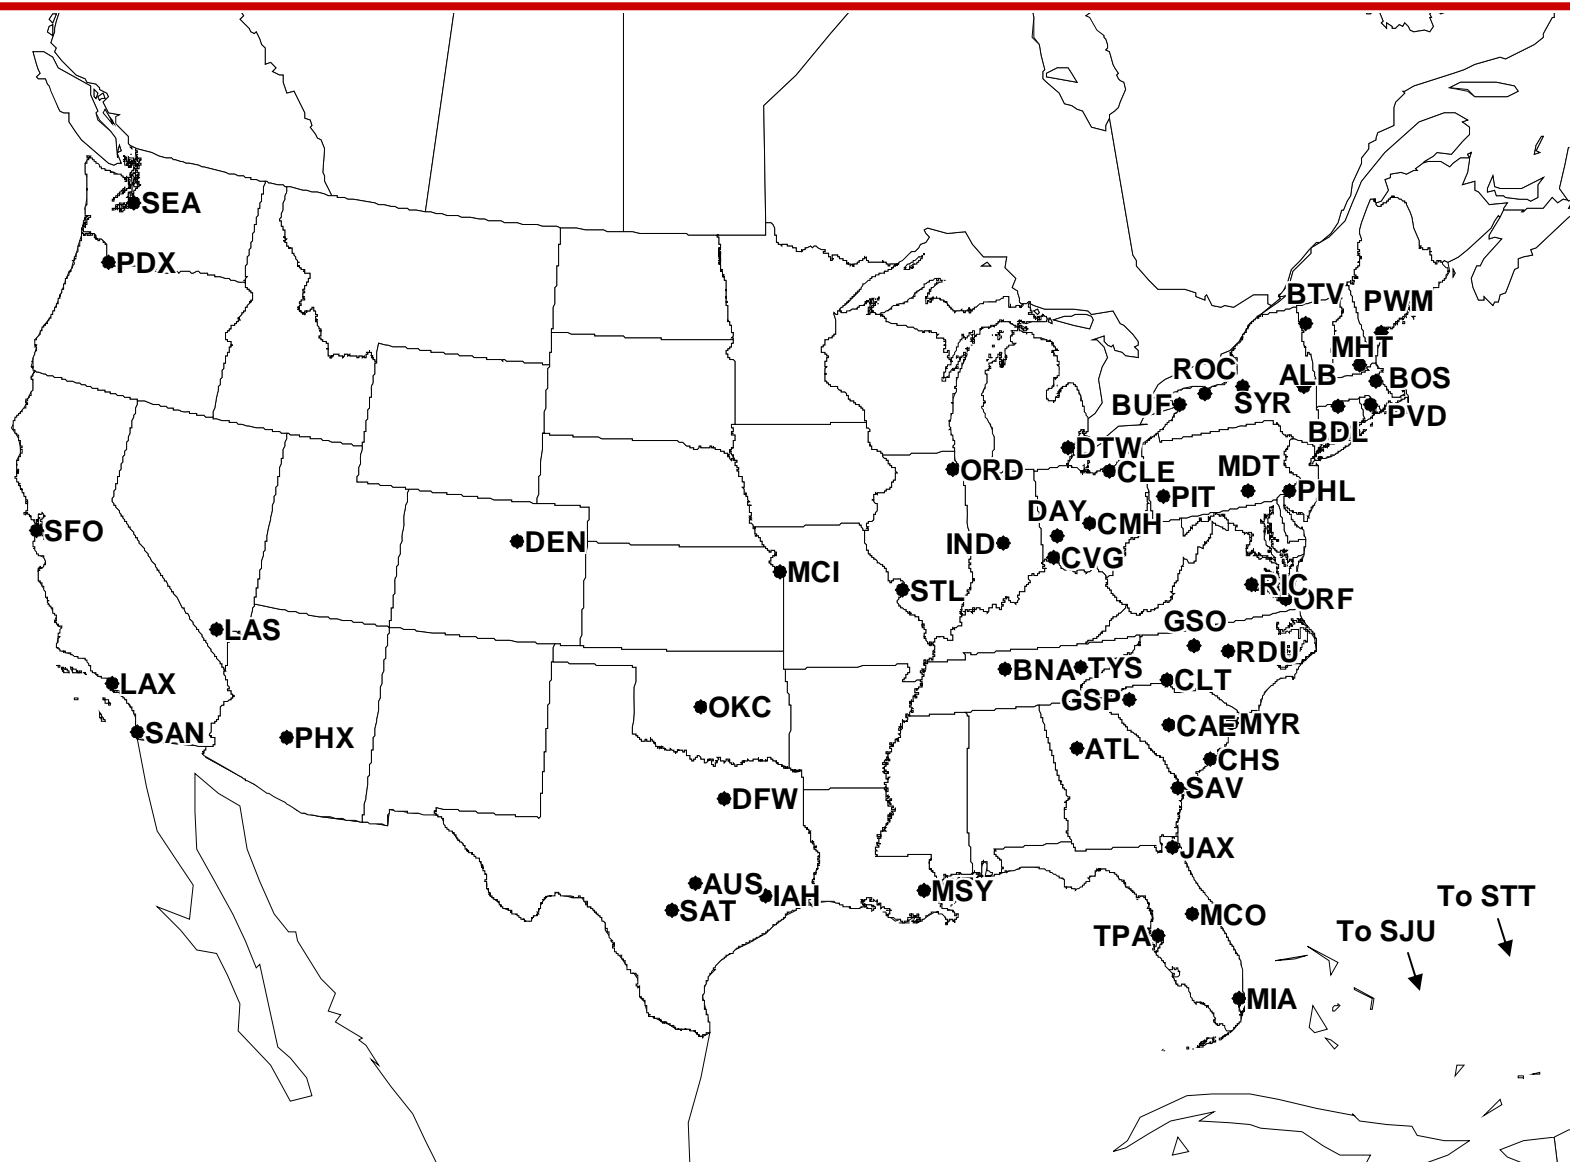 SEA
PDX
BTV
PWM
MHT
ROC
ALB
BOS
BUF
SYR
PVD
BDL
DTW
ORD
CLE
MDT
PIT
PHL
DAY
CMH
SFO
DEN
IND
CVG
MCI
STL
RIC
ORF
GSO
LAS
RDU
BNA
TYS
CLT
LAX
GSP
OKC
CAE
MYR
SAN
PHX
ATL
CHS
SAV
DFW
JAX
AUS
IAH
MSY
To STT
SAT
MCO
To SJU
TPA
MIA